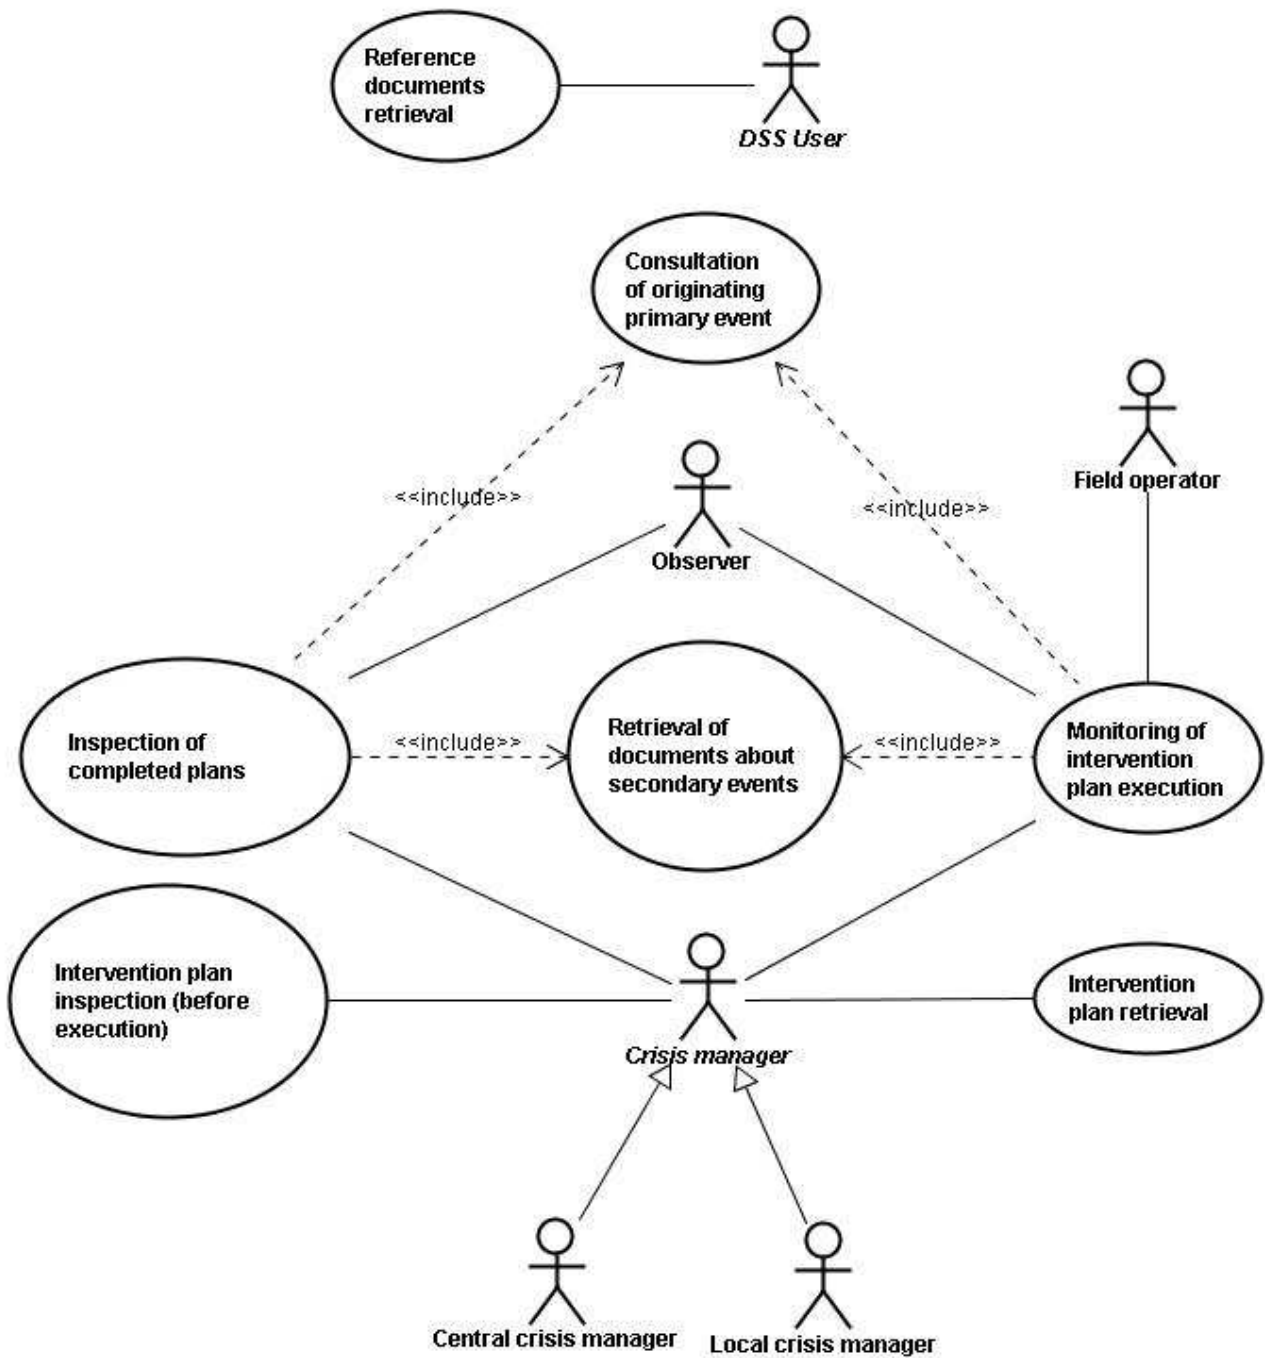 Reference
documents
retrieval
DSS User
Consultation
of originating
primary event
Field operator
<<include>>
<<include>>
Observer
Inspection of
completed plans
<<include>>
Retrieval of
documents about
secondary events
<<include>>
Monitoring of
intervention
plan execution
Intervention plan
inspection (before
execution)
Crisis manager
Intervention
plan retrieval
Central crisis manager
Local crisis manager